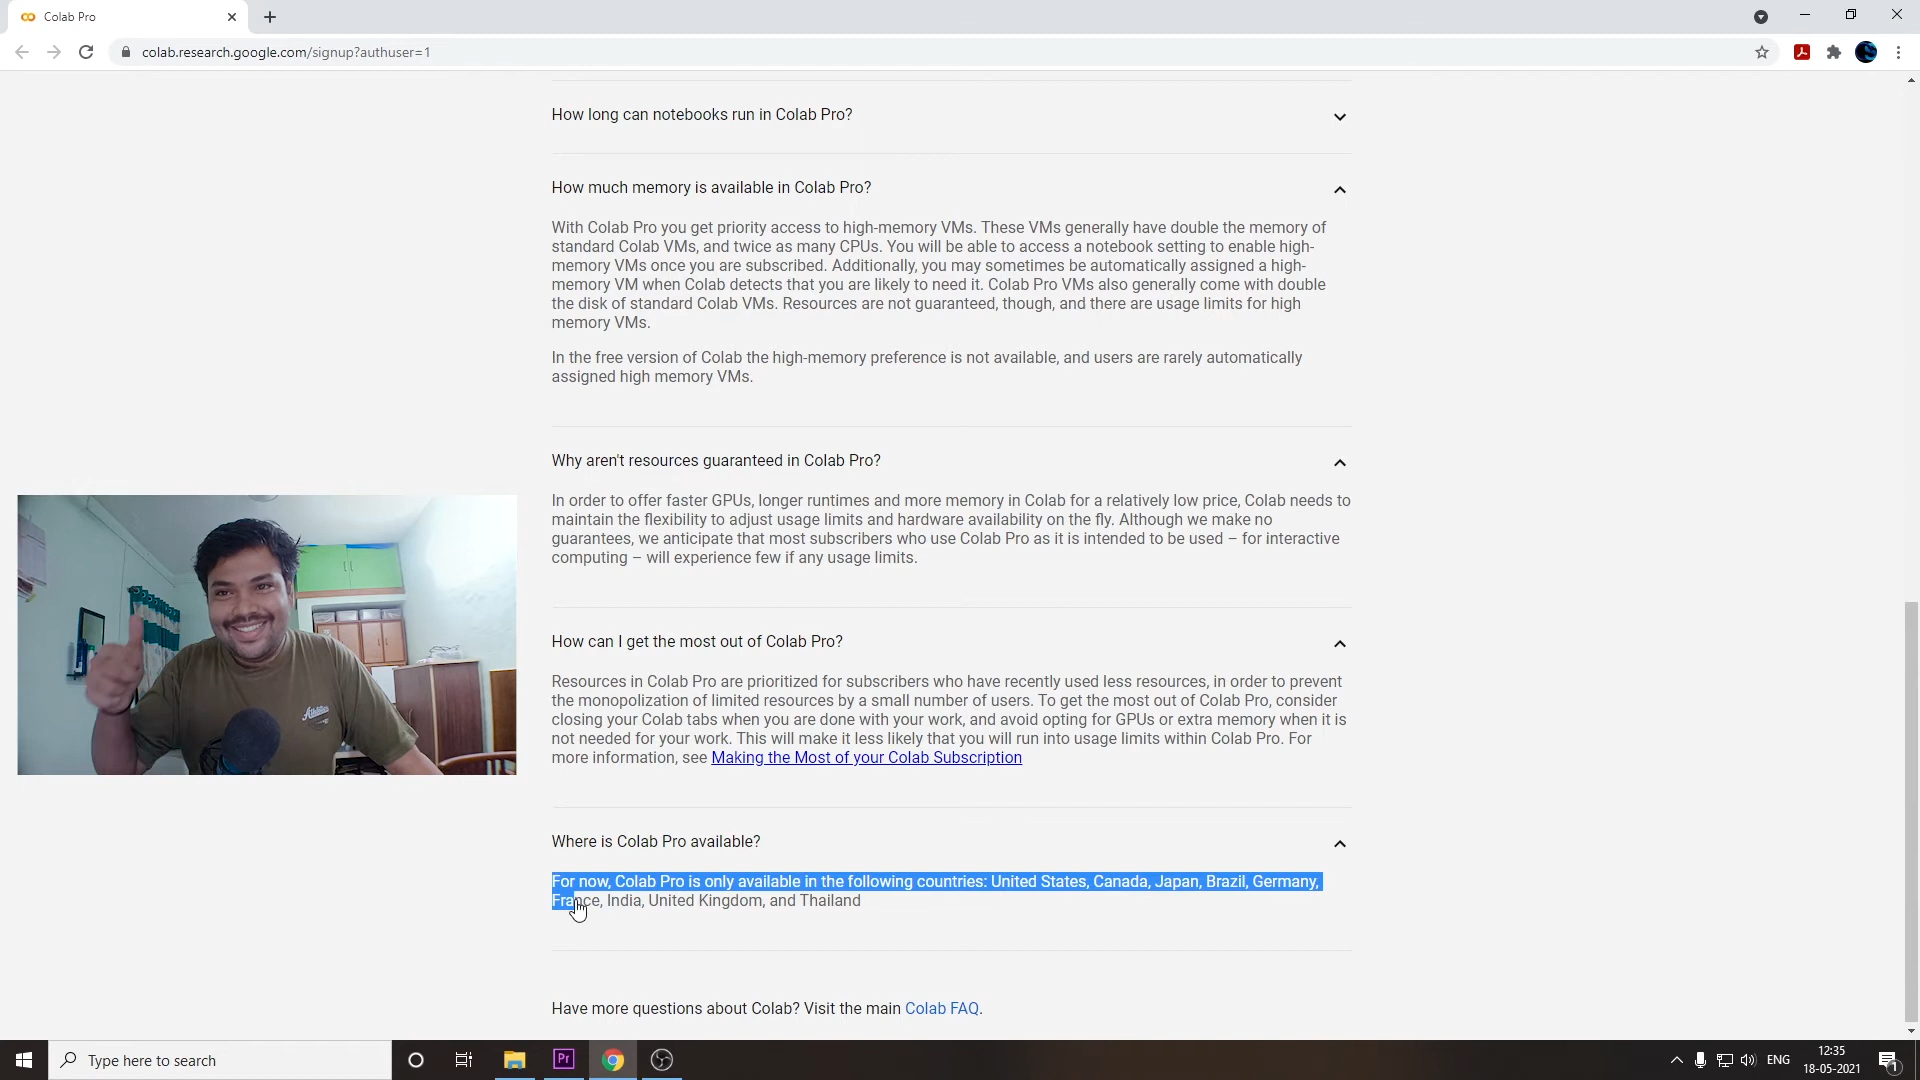 Colab Pro
colab.research.google.com/signup?authuser=1
How long can notebooks run in Colab Pro?
How much memory is available in Colab Pro?
With Colab Pro you get priority access to high-memory VMs. These VMs generally have double the memory of
standard Colab VMs, and twice as many CPUs. You will be able to access a notebook setting to enable high-
memory VMs once you are subscribed. Additionally, you may sometimes be automatically assigned a high-
memory VM when Colab detects that you are likely to need it. Colab Pro VMs also generally come with double
the disk of standard Colab VMs. Resources are not guaranteed, though, and there are usage limits for high
memory VMs.
In the free version of Colab the high-memory preference is not available, and users are rarely automatically
assigned high memory VMs.
Why aren't resources guaranteed in Colab Pro?
In order to offer faster GPUs, longer runtimes and more memory in Colab for a relatively low price, Colab needs to
maintain the flexibility to adjust usage limits and hardware availability on the fly. Although we make no
guarantees, we anticipate that most subscribers who use Colab Pro as it is intended to be used – for interactive
computing – will experience few if any usage limits.
How can I get the most out of Colab Pro?
Resources in Colab Pro are prioritized for subscribers who have recently used less resources, in order to prevent
the monopolization of limited resources by a small number of users. To get the most out of Colab Pro, consider
closing your Colab tabs when you are done with your work, and avoid opting for GPUs or extra memory when it is
not needed for your work. This will make it less likely that you will run into usage limits within Colab Pro. For
more information, see Making the Most of your Colab Subscription
Where is Colab Pro available?
For now, Colab Pro is only available in the following countries: United States, Canada, Japan, Brazil, Germany,
France, India, United Kingdom, and Thailand
Have more questions about Colab? Visit the main Colab FAQ.
Type here to search
Pr
ENG
12:35
18-05-2021
1